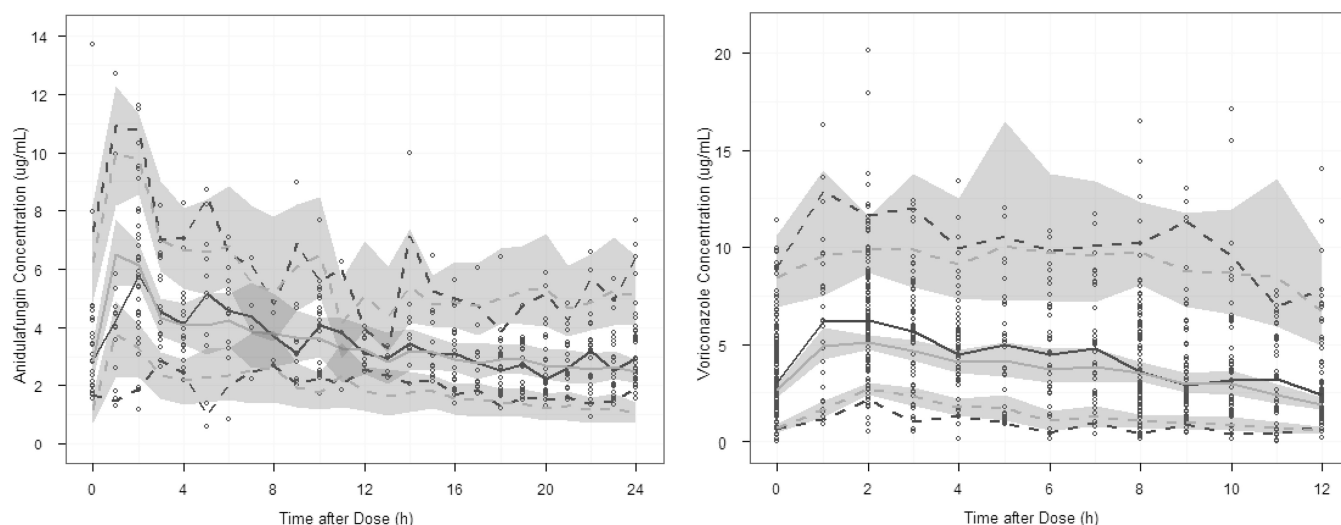 14
12
10
8
6
4
2
0
Anidulafungin Concentration (ug/mL)
0 4 8 12 16 20 24
Time after Dose (h)
20
15
10
5
0
Voriconazole Concentration (ug/mL)
0 2 4 6 8 10 12
Time after Dose (h)